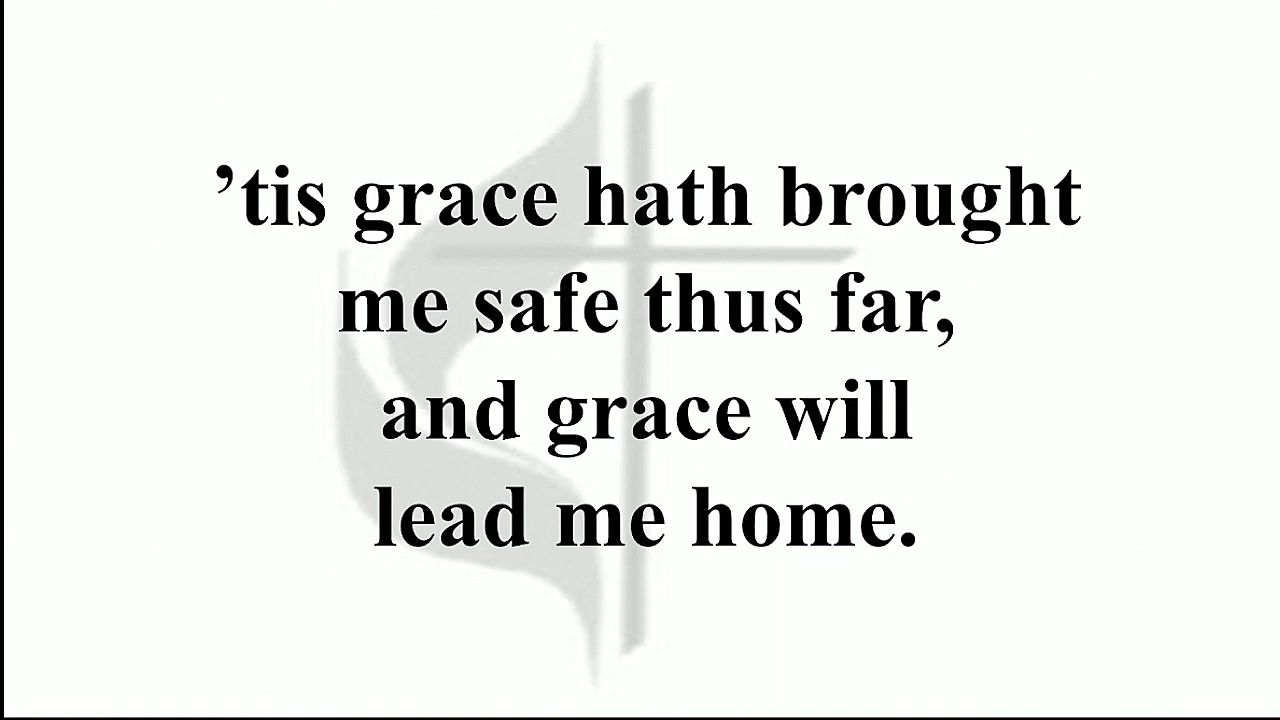 ’tis grace hath brought
me safe thus far,
and grace will
lead me home.